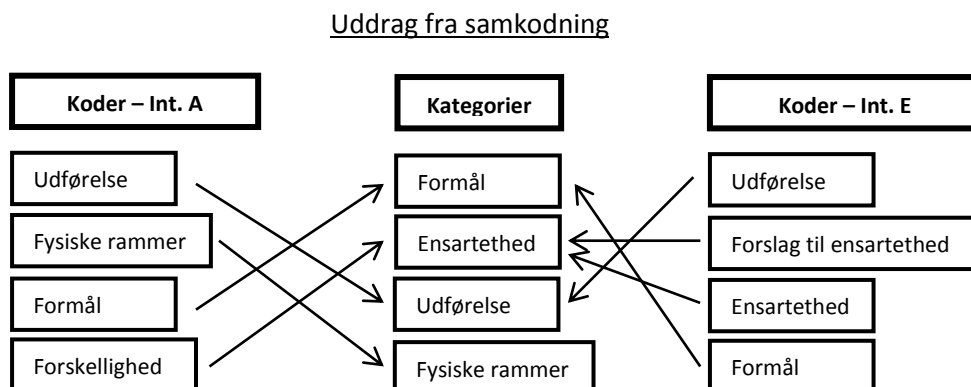 Uddrag fra samkodning
Koder – Int. A
Kategorier
Koder – Int. E
Udførelse
Formål
Udførelse
Fysiske rammer
Ensartethed
Forslag til ensartethed
Formål
Udførelse
Ensartethed
Forskellighed
Fysiske rammer
Formål